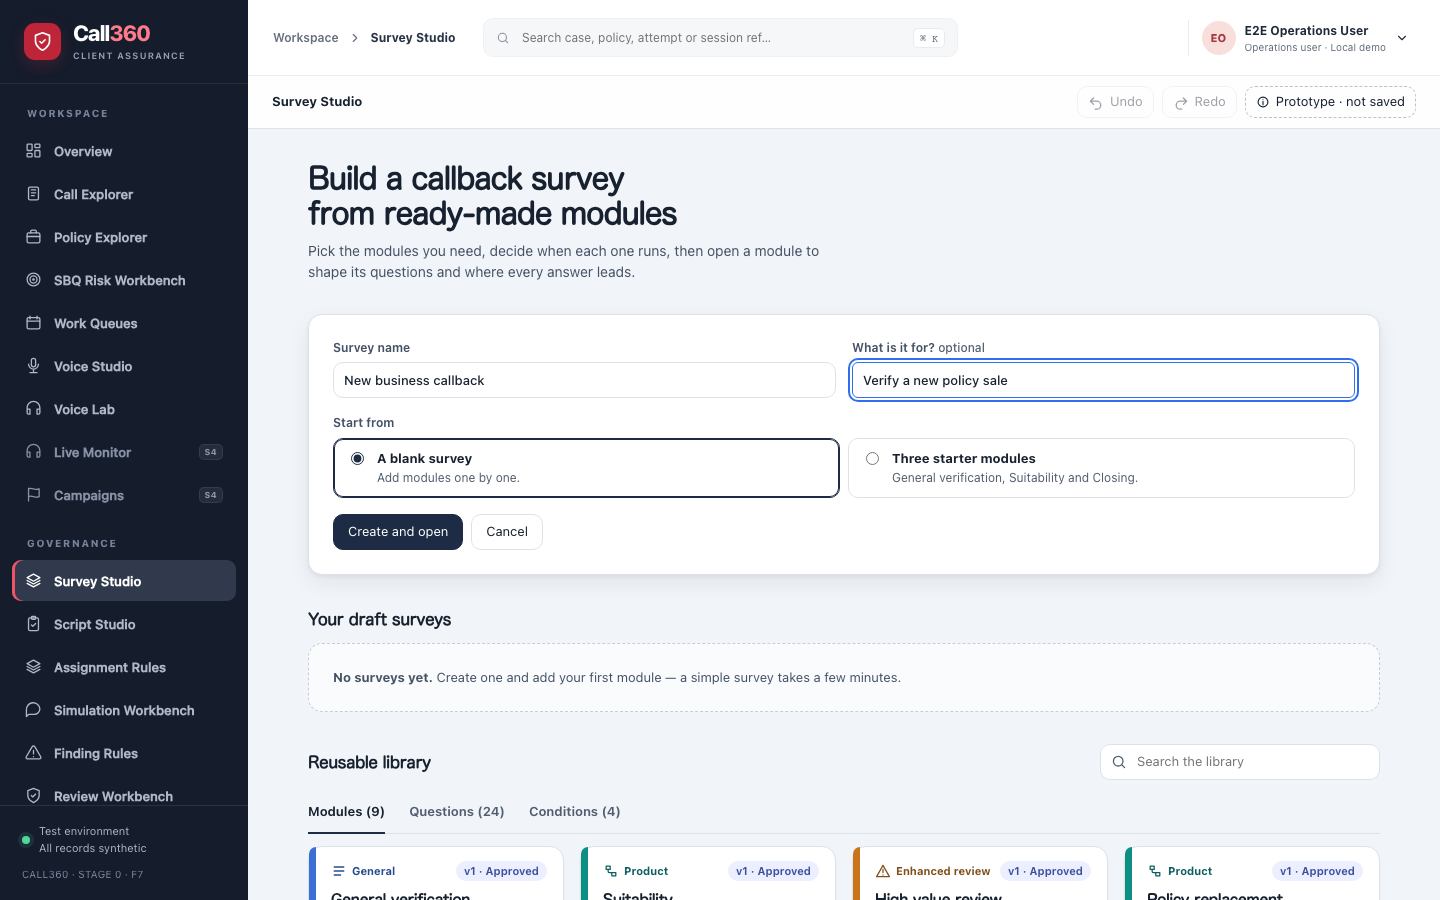 Call360
CLIENT ASSURANCE
WORKSPACE
Overview
Call Explorer
Policy Explorer
SBQ Risk Workbench
Work Queues
Voice Studio
Voice Lab
Live Monitor S4
Campaigns S4
GOVERNANCE
Survey Studio
Script Studio
Assignment Rules
Simulation Workbench
Finding Rules
Review Workbench
Test environment
All records synthetic
CALL360 · STAGE 0 · F7
Workspace > Survey Studio
Search case, policy, attempt or session ref...
⌘ K
EO
E2E Operations User
Operations user · Local demo
Survey Studio
Undo
Redo
Prototype · not saved
Build a callback survey
from ready-made modules
Pick the modules you need, decide when each one runs, then open a module to
shape its questions and where every answer leads.
Survey name
New business callback
What is it for? optional
Verify a new policy sale
Start from
A blank survey
Add modules one by one.
Three starter modules
General verification, Suitability and Closing.
Create and open
Cancel
Your draft surveys
No surveys yet. Create one and add your first module — a simple survey takes a few minutes.
Reusable library
Search the library
Modules (9)
Questions (24)
Conditions (4)
General v1 · Approved
General verification
Product v1 · Approved
Suitability
Enhanced review v1 · Approved
High value review
Product v1 · Approved
Policy replacement